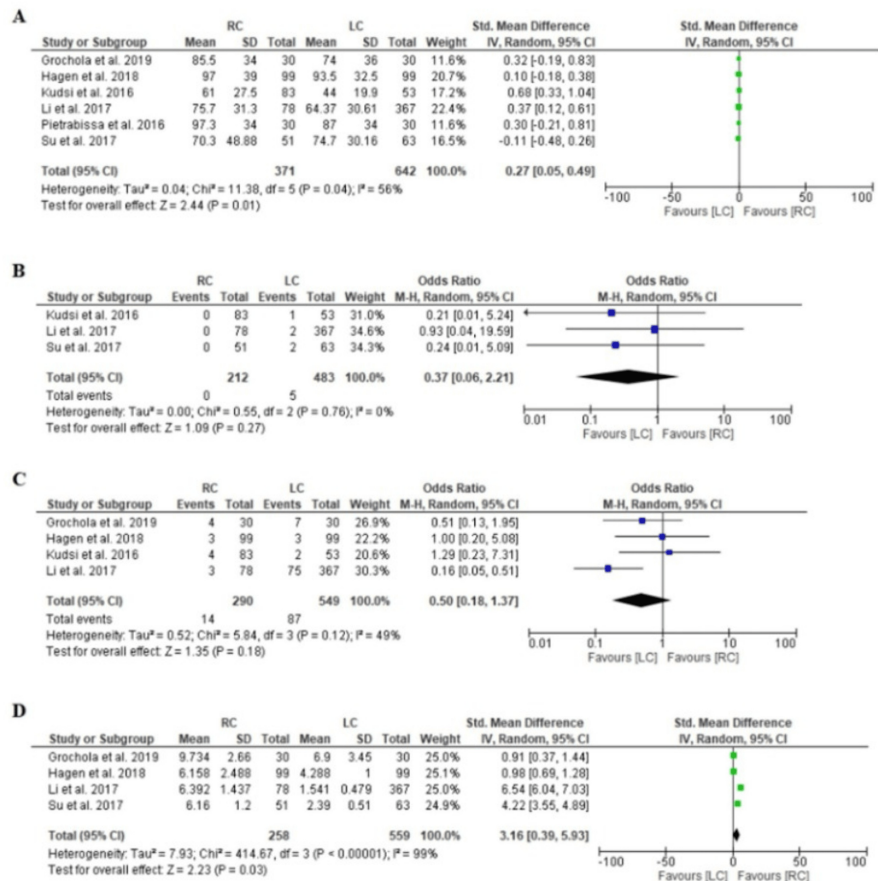 A
RC LC Std. Mean Difference Std. Mean Difference
Study or Subgroup Mean SD Total Mean SD Total Weight IV, Random, 95% CI IV, Random, 95% CI
Grochola et al. 2019 85.5 34 30 74 36 30 11.6% 0.32 [-0.19, 0.83]
Hagen et al. 2018 97 39 99 93.5 32.5 99 20.7% 0.10 [-0.18, 0.38]
Kudsi et al. 2016 61 27.5 83 44 19.9 53 17.2% 0.68 [0.33, 1.04]
Li et al. 2017 75.7 31.3 78 64.37 30.61 367 22.4% 0.37 [0.12, 0.61]
Pietrabissa et al. 2016 97.3 34 30 87 34 30 11.6% 0.30 [-0.21, 0.81]
Su et al. 2017 70.3 48.88 51 74.7 30.16 63 16.5% -0.11 [-0.48, 0.26]
Total (95% CI) 371 642 100.0% 0.27 [0.05, 0.49]
Heterogeneity: Tau² = 0.04; Chi² = 11.38, df = 5 (P = 0.04); I² = 56%
Test for overall effect: Z = 2.44 (P = 0.01)
-100 -50 0 50 100
Favours [LC] Favours [RC]
B
RC LC Odds Ratio Odds Ratio
Study or Subgroup Events Total Events Total Weight M-H, Random, 95% CI M-H, Random, 95% CI
Kudsi et al. 2016 0 83 1 53 31.0% 0.21 [0.01, 5.24]
Li et al. 2017 0 78 2 367 34.6% 0.93 [0.04, 19.59]
Su et al. 2017 0 51 2 63 34.3% 0.24 [0.01, 5.09]
Total (95% CI) 212 483 100.0% 0.37 [0.06, 2.21]
Total events 0 5
Heterogeneity: Tau² = 0.00; Chi² = 0.55, df = 2 (P = 0.76); I² = 0%
Test for overall effect: Z = 1.09 (P = 0.27)
0.01 0.1 1 10 100
Favours [LC] Favours [RC]
C
RC LC Odds Ratio Odds Ratio
Study or Subgroup Events Total Events Total Weight M-H, Random, 95% CI M-H, Random, 95% CI
Grochola et al. 2019 4 30 7 30 26.9% 0.51 [0.13, 1.95]
Hagen et al. 2018 3 99 3 99 22.2% 1.00 [0.20, 5.08]
Kudsi et al. 2016 4 83 2 53 20.6% 1.29 [0.23, 7.31]
Li et al. 2017 3 78 75 367 30.3% 0.16 [0.05, 0.51]
Total (95% CI) 290 549 100.0% 0.50 [0.18, 1.37]
Total events 14 87
Heterogeneity: Tau² = 0.52; Chi² = 5.84, df = 3 (P = 0.12); I² = 49%
Test for overall effect: Z = 1.35 (P = 0.18)
0.01 0.1 1 10 100
Favours [LC] Favours [RC]
D
RC LC Std. Mean Difference Std. Mean Difference
Study or Subgroup Mean SD Total Mean SD Total Weight IV, Random, 95% CI IV, Random, 95% CI
Grochola et al. 2019 9.734 2.66 30 6.9 3.45 30 25.0% 0.91 [0.37, 1.44]
Hagen et al. 2018 6.158 2.488 99 4.288 1 99 25.1% 0.98 [0.69, 1.28]
Li et al. 2017 6.392 1.437 78 1.541 0.479 367 25.0% 6.54 [6.04, 7.03]
Su et al. 2017 6.16 1.2 51 2.39 0.51 63 24.9% 4.22 [3.55, 4.89]
Total (95% CI) 258 559 100.0% 3.16 [0.39, 5.93]
Heterogeneity: Tau² = 7.93; Chi² = 414.67, df = 3 (P < 0.00001); I² = 99%
Test for overall effect: Z = 2.23 (P = 0.03)
-100 -50 0 50 100
Favours [LC] Favours [RC]